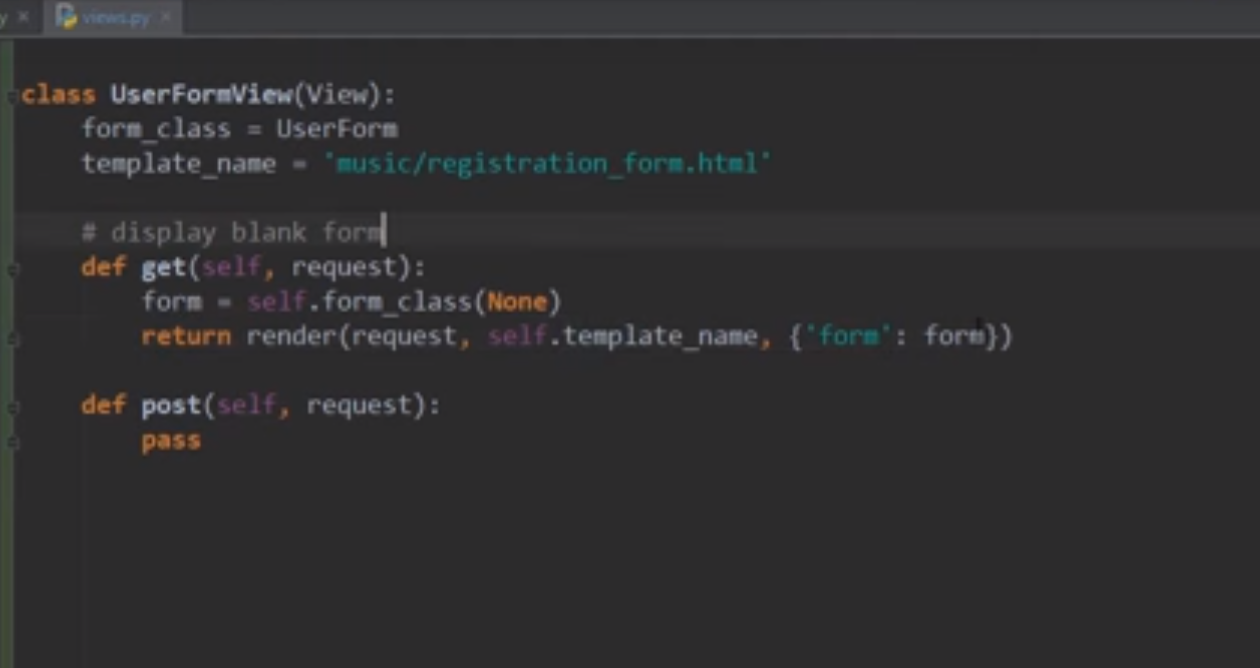 y
views.py
class UserFormView(View):
    form_class = UserForm
    template_name = 'music/registration_form.html'
    # display blank form
    def get(self, request):
        form = self.form_class(None)
        return render(request, self.template_name, {'form': form})
    def post(self, request):
        pass